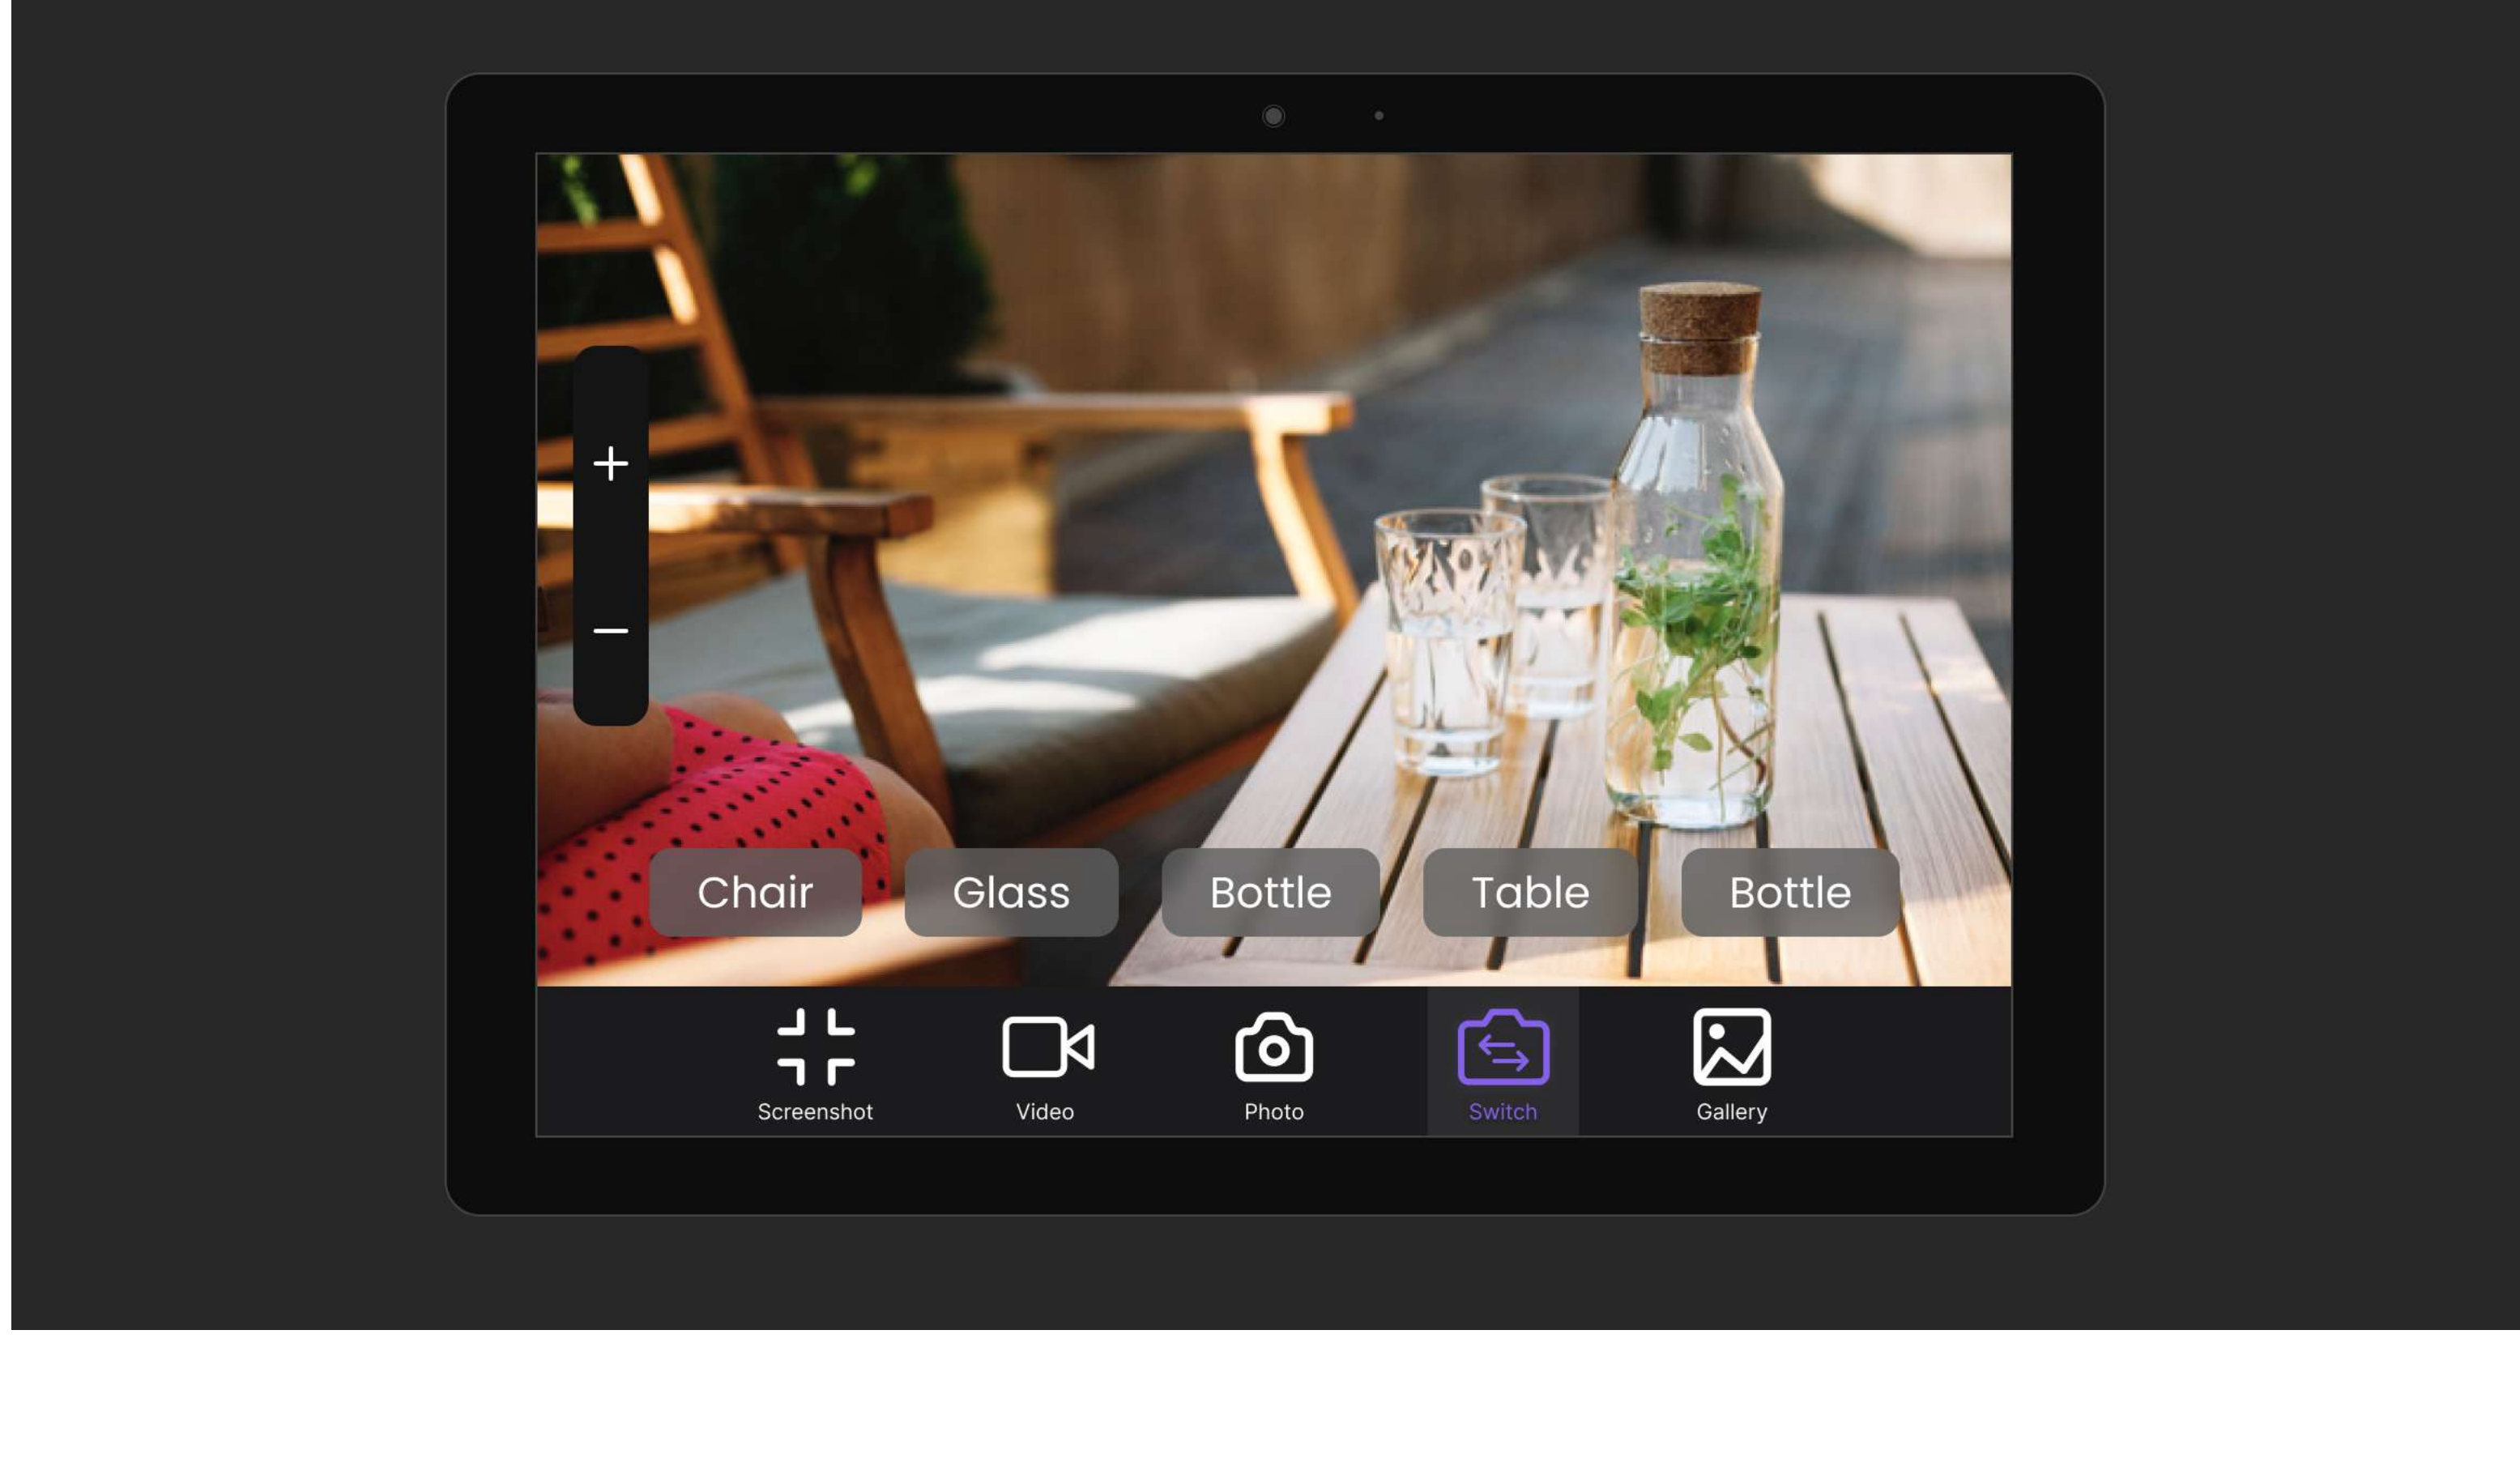 +
−
Chair Glass Bottle Table Bottle
Screenshot Video Photo Switch Gallery